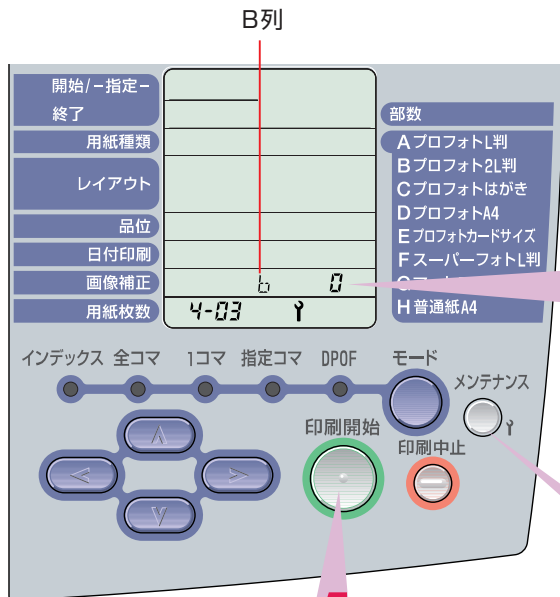 B列
開始/－指定－
終了
用紙種類
レイアウト
品位
日付印刷
画像補正
用紙枚数
b 0
4-03
部数
AプロフォトL判
Bプロフォト2L判
Cプロフォトはがき
DプロフォトA4
Eプロフォトカードサイズ
FスーパーフォトL判
H普通紙A4
インデックス 全コマ 1コマ 指定コマ DPOF モード
メンテナンス
印刷開始
印刷中止